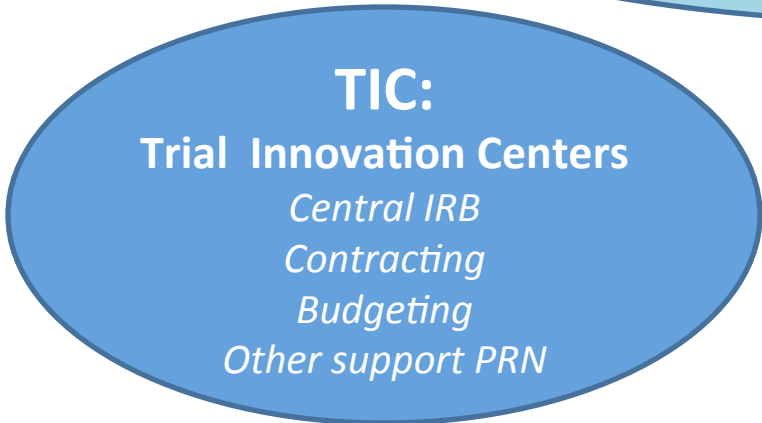 TIC:
Trial Innovation Centers
Central IRB
Contracting
Budgeting
Other support PRN